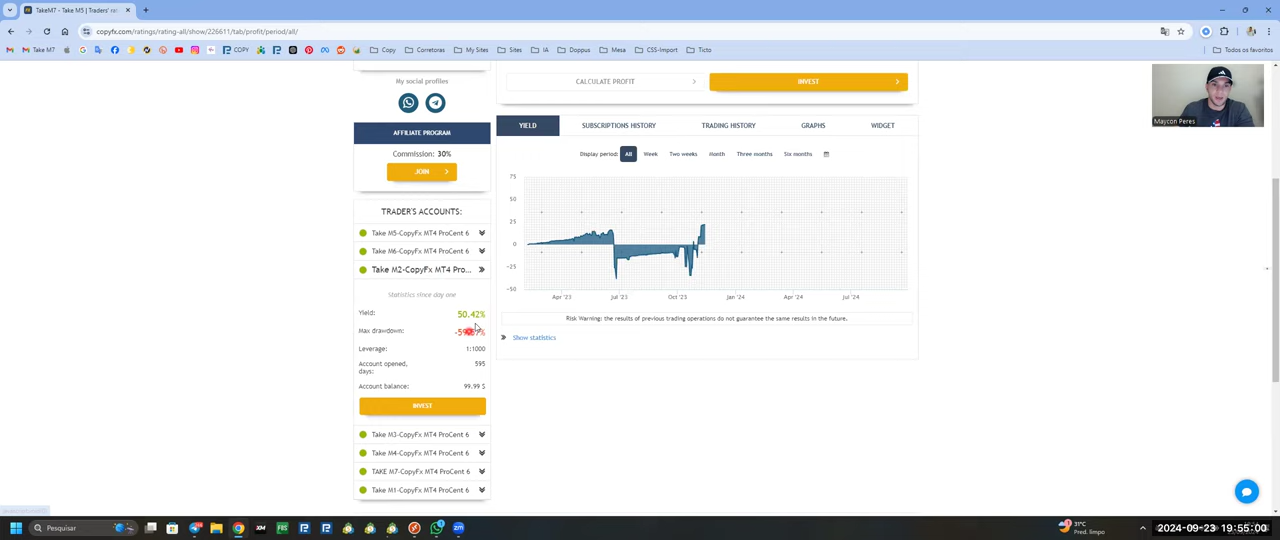 TakeM7 - Take M5 | Traders' ra
copyfx.com/ratings/rating-all/show/226611/tab/profit/period/all/
Take M7
COPY
Copy
Corretoras
My Sites
Sites
IA
Doppus
Mesa
CSS-Import
Ticto
Todos os favoritos
My social profiles
AFFILIATE PROGRAM
Commission: 30%
JOIN
TRADER'S ACCOUNTS:
Take M5-CopyFx MT4 ProCent 6
Take M6-CopyFx MT4 ProCent 6
Take M2-CopyFx MT4 Pro...
Statistics since day one
Yield: 50.42%
Max drawdown:
Leverage: 1:1000
Account opened, days: 595
Account balance: 99.99 $
INVEST
Take M3-CopyFx MT4 ProCent 6
Take M4-CopyFx MT4 ProCent 6
TAKE M7-CopyFx MT4 ProCent 6
Take M1-CopyFx MT4 ProCent 6
CALCULATE PROFIT
INVEST
YIELD
SUBSCRIPTIONS HISTORY
TRADING HISTORY
GRAPHS
WIDGET
Display period: All Week Two weeks Month Three months Six months
75
50
25
0
-25
-50
Apr '23 Jul '23 Oct '23 Jan '24 Apr '24 Jul '24
Risk Warning: the results of previous trading operations do not guarantee the same results in the future.
Show statistics
Maycon Peres
Pesquisar
XM
FBS
zm
31°C
Pred. limpo
2024-09-23 19:55:00